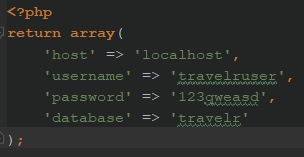 <?php
return array(
    'host' => 'localhost',
    'username' => 'travelruser',
    'password' => '123qweasd',
    'database' => 'travelr'
);